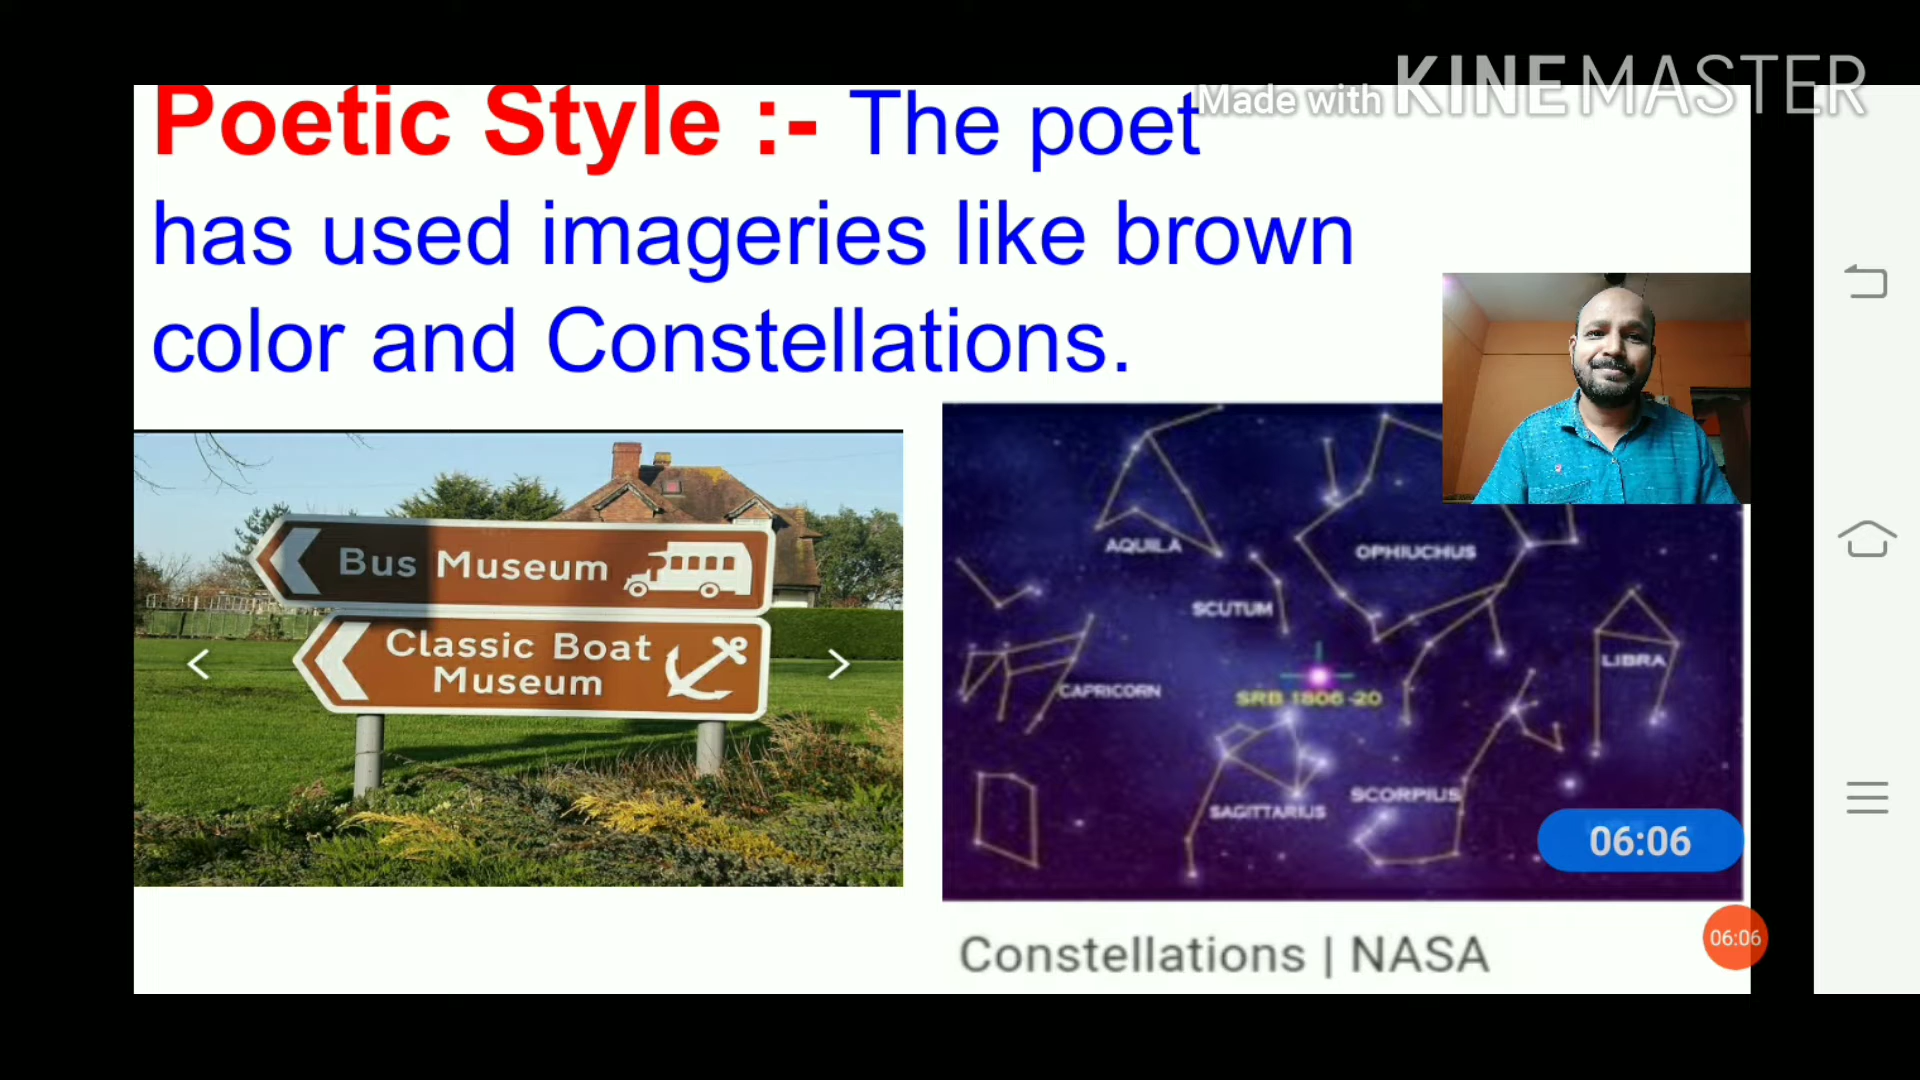 Made with KINEMASTER
Poetic Style :- The poet
has used imageries like brown
color and Constellations.
Bus Museum
Classic Boat
Museum
AQUILA
OPHIUCHUS
SCUTUM
LIBRA
CAPRICORN
SRB 1806-20
SCORPIUS
SAGITTARIUS
06:06
06:06
Constellations | NASA